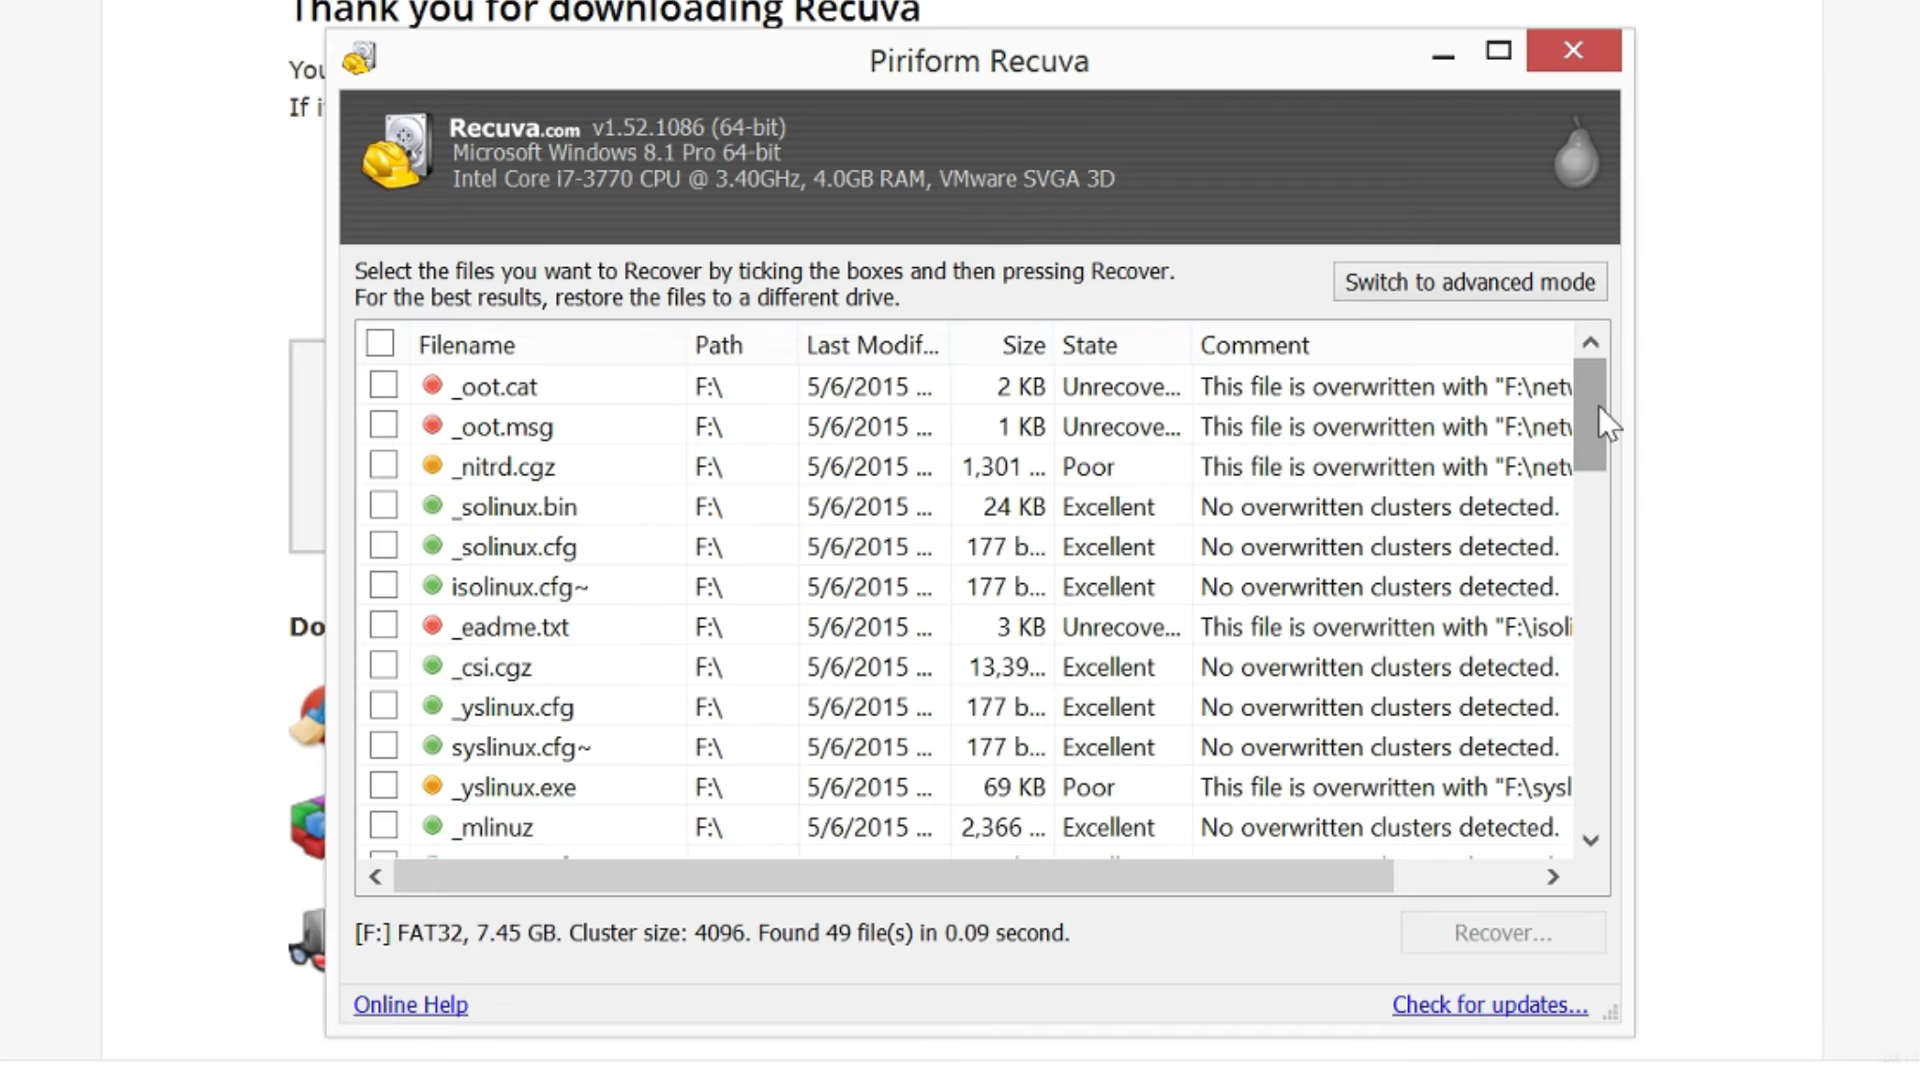 Thank you for downloading Recuva
You
If i
Piriform Recuva
Recuva.com v1.52.1086 (64-bit)
Microsoft Windows 8.1 Pro 64-bit
Intel Core i7-3770 CPU @ 3.40GHz, 4.0GB RAM, VMware SVGA 3D
Select the files you want to Recover by ticking the boxes and then pressing Recover.
For the best results, restore the files to a different drive.
Switch to advanced mode
Filename Path Last Modif... Size State Comment
_oot.cat F:\ 5/6/2015 ... 2 KB Unrecove... This file is overwritten with "F:\net
_oot.msg F:\ 5/6/2015 ... 1 KB Unrecove... This file is overwritten with "F:\net
_nitrd.cgz F:\ 5/6/2015 ... 1,301 ... Poor This file is overwritten with "F:\net
_solinux.bin F:\ 5/6/2015 ... 24 KB Excellent No overwritten clusters detected.
_solinux.cfg F:\ 5/6/2015 ... 177 b... Excellent No overwritten clusters detected.
isolinux.cfg~ F:\ 5/6/2015 ... 177 b... Excellent No overwritten clusters detected.
_eadme.txt F:\ 5/6/2015 ... 3 KB Unrecove... This file is overwritten with "F:\isoli
_csi.cgz F:\ 5/6/2015 ... 13,39... Excellent No overwritten clusters detected.
_yslinux.cfg F:\ 5/6/2015 ... 177 b... Excellent No overwritten clusters detected.
syslinux.cfg~ F:\ 5/6/2015 ... 177 b... Excellent No overwritten clusters detected.
_yslinux.exe F:\ 5/6/2015 ... 69 KB Poor This file is overwritten with "F:\sysl
_mlinuz F:\ 5/6/2015 ... 2,366 ... Excellent No overwritten clusters detected.
Do
[F:] FAT32, 7.45 GB. Cluster size: 4096. Found 49 file(s) in 0.09 second.
Recover...
Online Help
Check for updates...